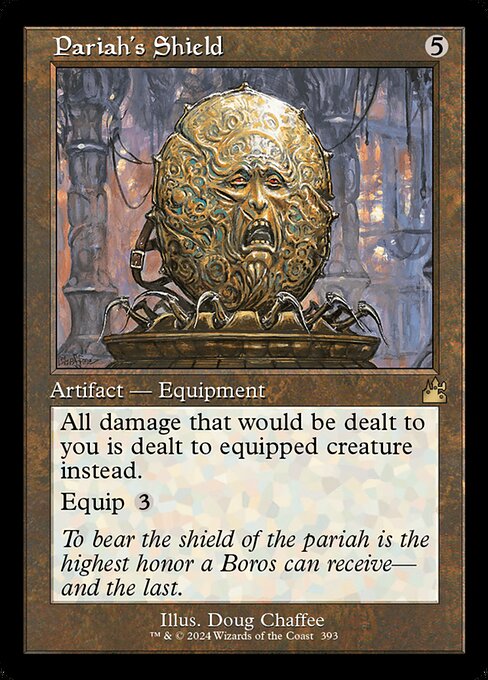 Pariah's Shield 5
Artifact — Equipment
All damage that would be dealt to
you is dealt to equipped creature
instead.
Equip 3
To bear the shield of the pariah is the
highest honor a Boros can receive—
and the last.
Illus. Doug Chaffee
™ & © 2024 Wizards of the Coast 393